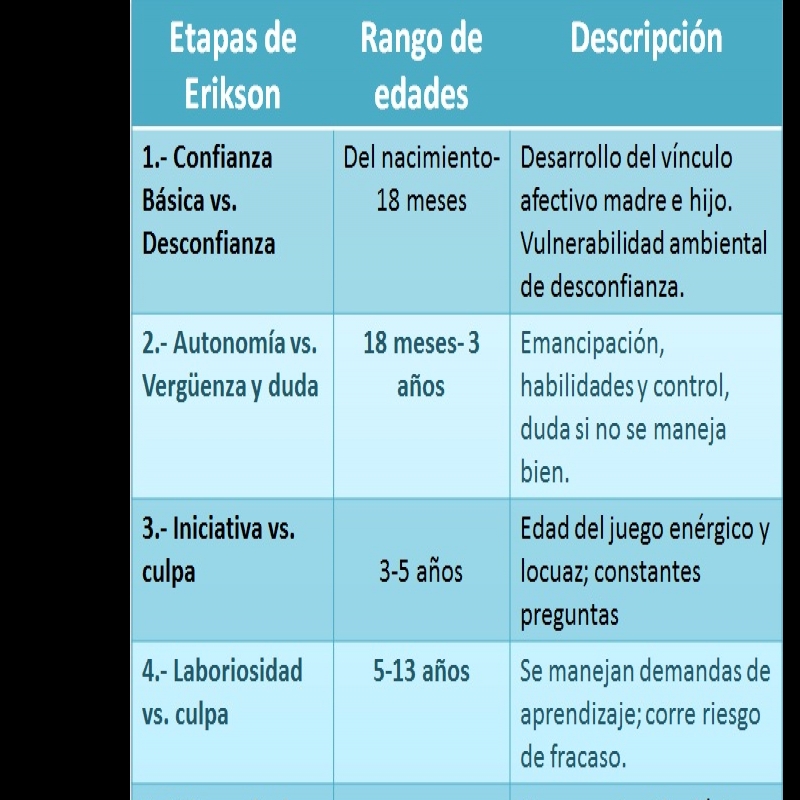 Etapas de
Erikson
Rango de
edades
Descripción
1.- Confianza
Básica vs.
Desconfianza
Del nacimiento-
18 meses
Desarrollo del vínculo
afectivo madre e hijo.
Vulnerabilidad ambiental
de desconfianza.
2.- Autonomía vs.
Vergüenza y duda
18 meses- 3
años
Emancipación,
habilidades y control,
duda si no se maneja
bien.
3.- Iniciativa vs.
culpa
3-5 años
Edad del juego enérgico y
locuaz; constantes
preguntas
4.- Laboriosidad
vs. culpa
5-13 años
Se manejan demandas de
aprendizaje; corre riesgo
de fracaso.